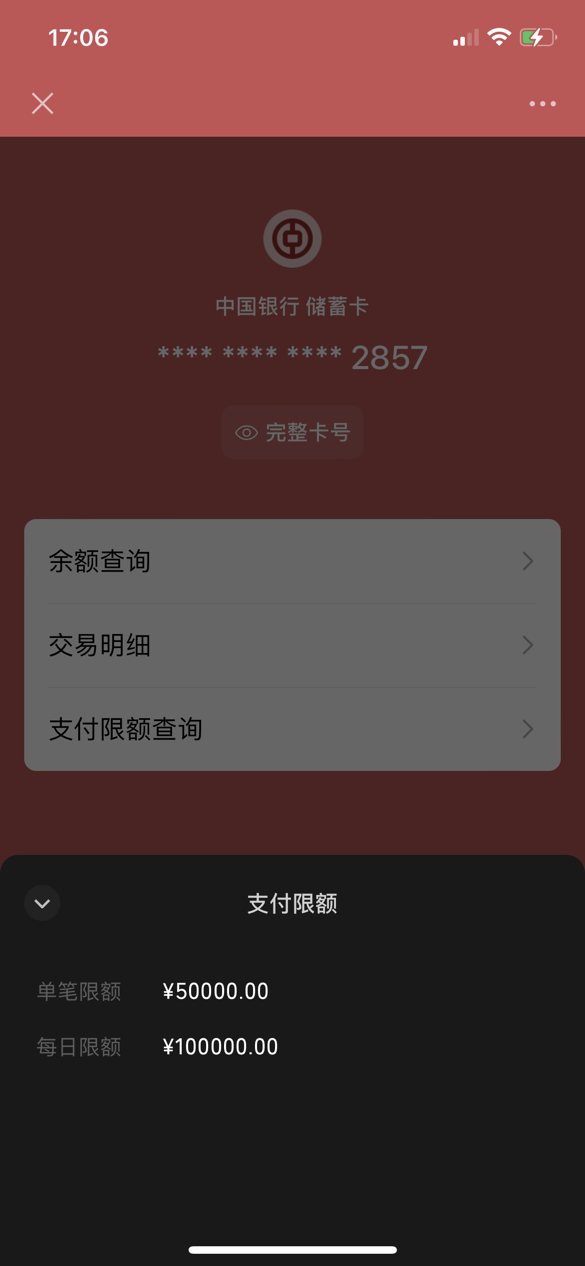 17:06
中国银行 储蓄卡
**** **** **** 2857
完整卡号
余额查询
交易明细
支付限额查询
支付限额
单笔限额 ¥50000.00
每日限额 ¥100000.00